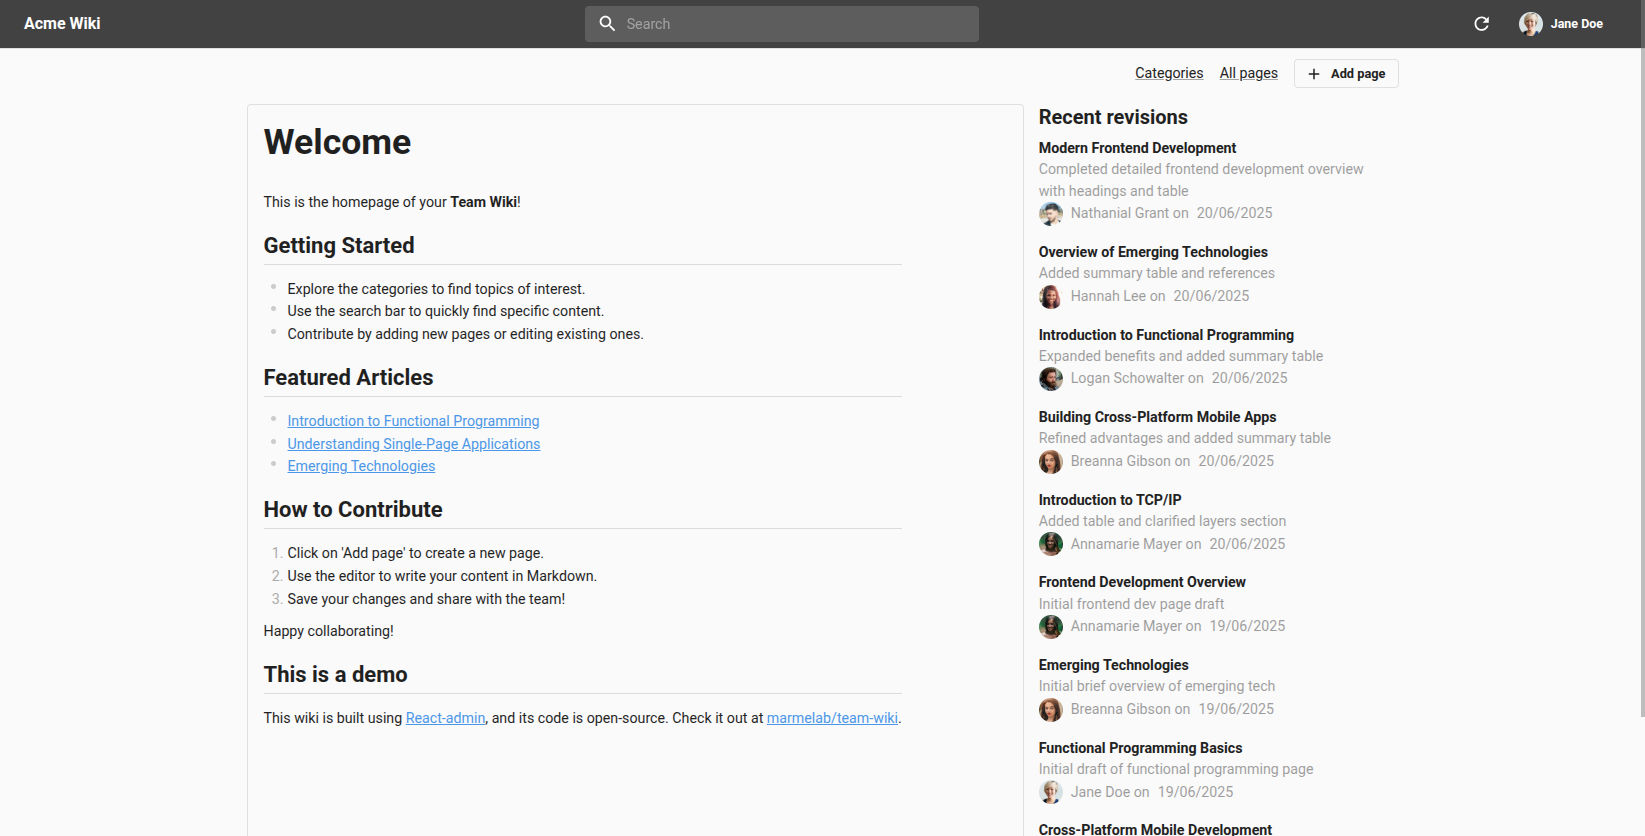 Acme Wiki
Search
Jane Doe
Categories
All pages
Add page
Welcome
This is the homepage of your Team Wiki!
Getting Started
Explore the categories to find topics of interest.
Use the search bar to quickly find specific content.
Contribute by adding new pages or editing existing ones.
Featured Articles
Introduction to Functional Programming
Understanding Single-Page Applications
Emerging Technologies
How to Contribute
1. Click on 'Add page' to create a new page.
2. Use the editor to write your content in Markdown.
3. Save your changes and share with the team!
Happy collaborating!
This is a demo
This wiki is built using React-admin, and its code is open-source. Check it out at marmelab/team-wiki.
Recent revisions
Modern Frontend Development
Completed detailed frontend development overview
with headings and table
Nathanial Grant on 20/06/2025
Overview of Emerging Technologies
Added summary table and references
Hannah Lee on 20/06/2025
Introduction to Functional Programming
Expanded benefits and added summary table
Logan Schowalter on 20/06/2025
Building Cross-Platform Mobile Apps
Refined advantages and added summary table
Breanna Gibson on 20/06/2025
Introduction to TCP/IP
Added table and clarified layers section
Annamarie Mayer on 20/06/2025
Frontend Development Overview
Initial frontend dev page draft
Annamarie Mayer on 19/06/2025
Emerging Technologies
Initial brief overview of emerging tech
Breanna Gibson on 19/06/2025
Functional Programming Basics
Initial draft of functional programming page
Jane Doe on 19/06/2025
Cross-Platform Mobile Development